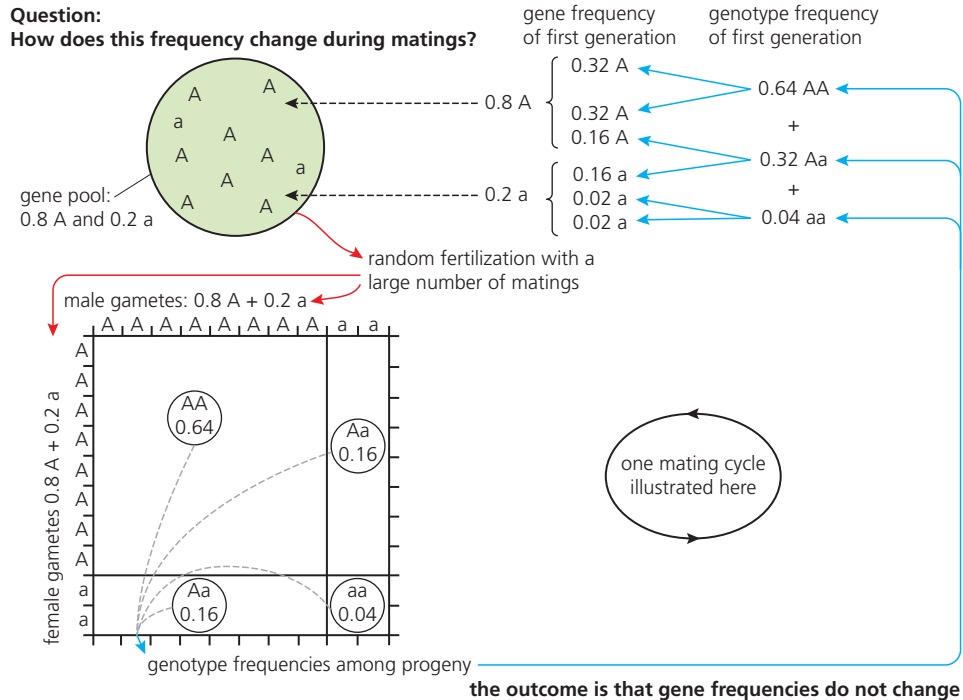 Question:
How does this frequency change during matings?
gene frequency
of first generation
genotype frequency
of first generation
A
A
a
A
A
A
a
A
A
A
gene pool:
0.8 A and 0.2 a
0.8 A
0.2 a
0.32 A
0.32 A
0.16 A
0.16 a
0.02 a
0.02 a
0.64 AA
+
0.32 Aa
+
0.04 aa
random fertilization with a
large number of matings
male gametes: 0.8 A + 0.2 a
A A A A A A A A a a
female gametes 0.8 A + 0.2 a
A
A
A
A
A
A
A
A
a
a
AA
0.64
Aa
0.16
Aa
0.16
aa
0.04
one mating cycle
illustrated here
genotype frequencies among progeny
the outcome is that gene frequencies do not change